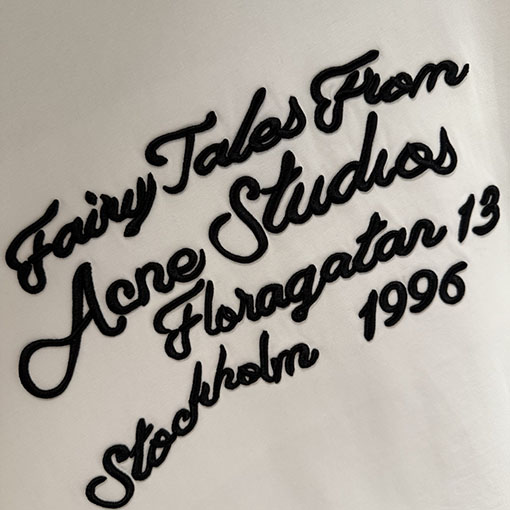 Fairy Tales From
Acne Studios
Floragatan 13
Stockholm 1996